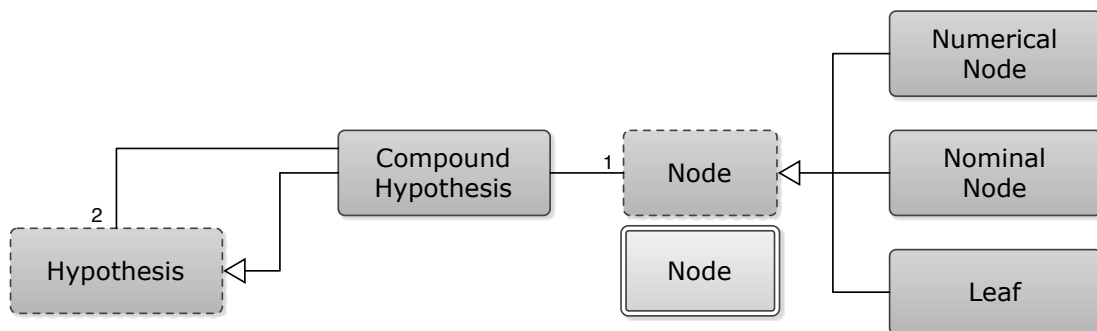 Numerical
Node
Compound
Hypothesis
1
Node
Nominal
Node
2
Hypothesis
Node
Leaf